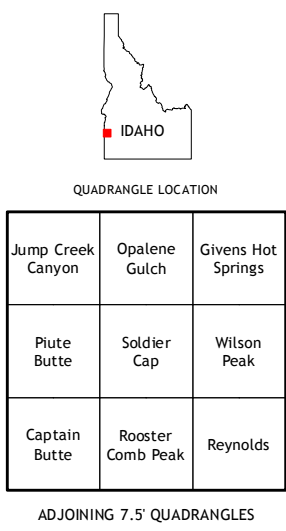 IDAHO
QUADRANGLE LOCATION
Jump Creek
Canyon
Opalene
Gulch
Givens Hot
Springs
Piute
Butte
Soldier
Cap
Wilson
Peak
Captain
Butte
Rooster
Comb Peak
Reynolds
ADJOINING 7.5' QUADRANGLES